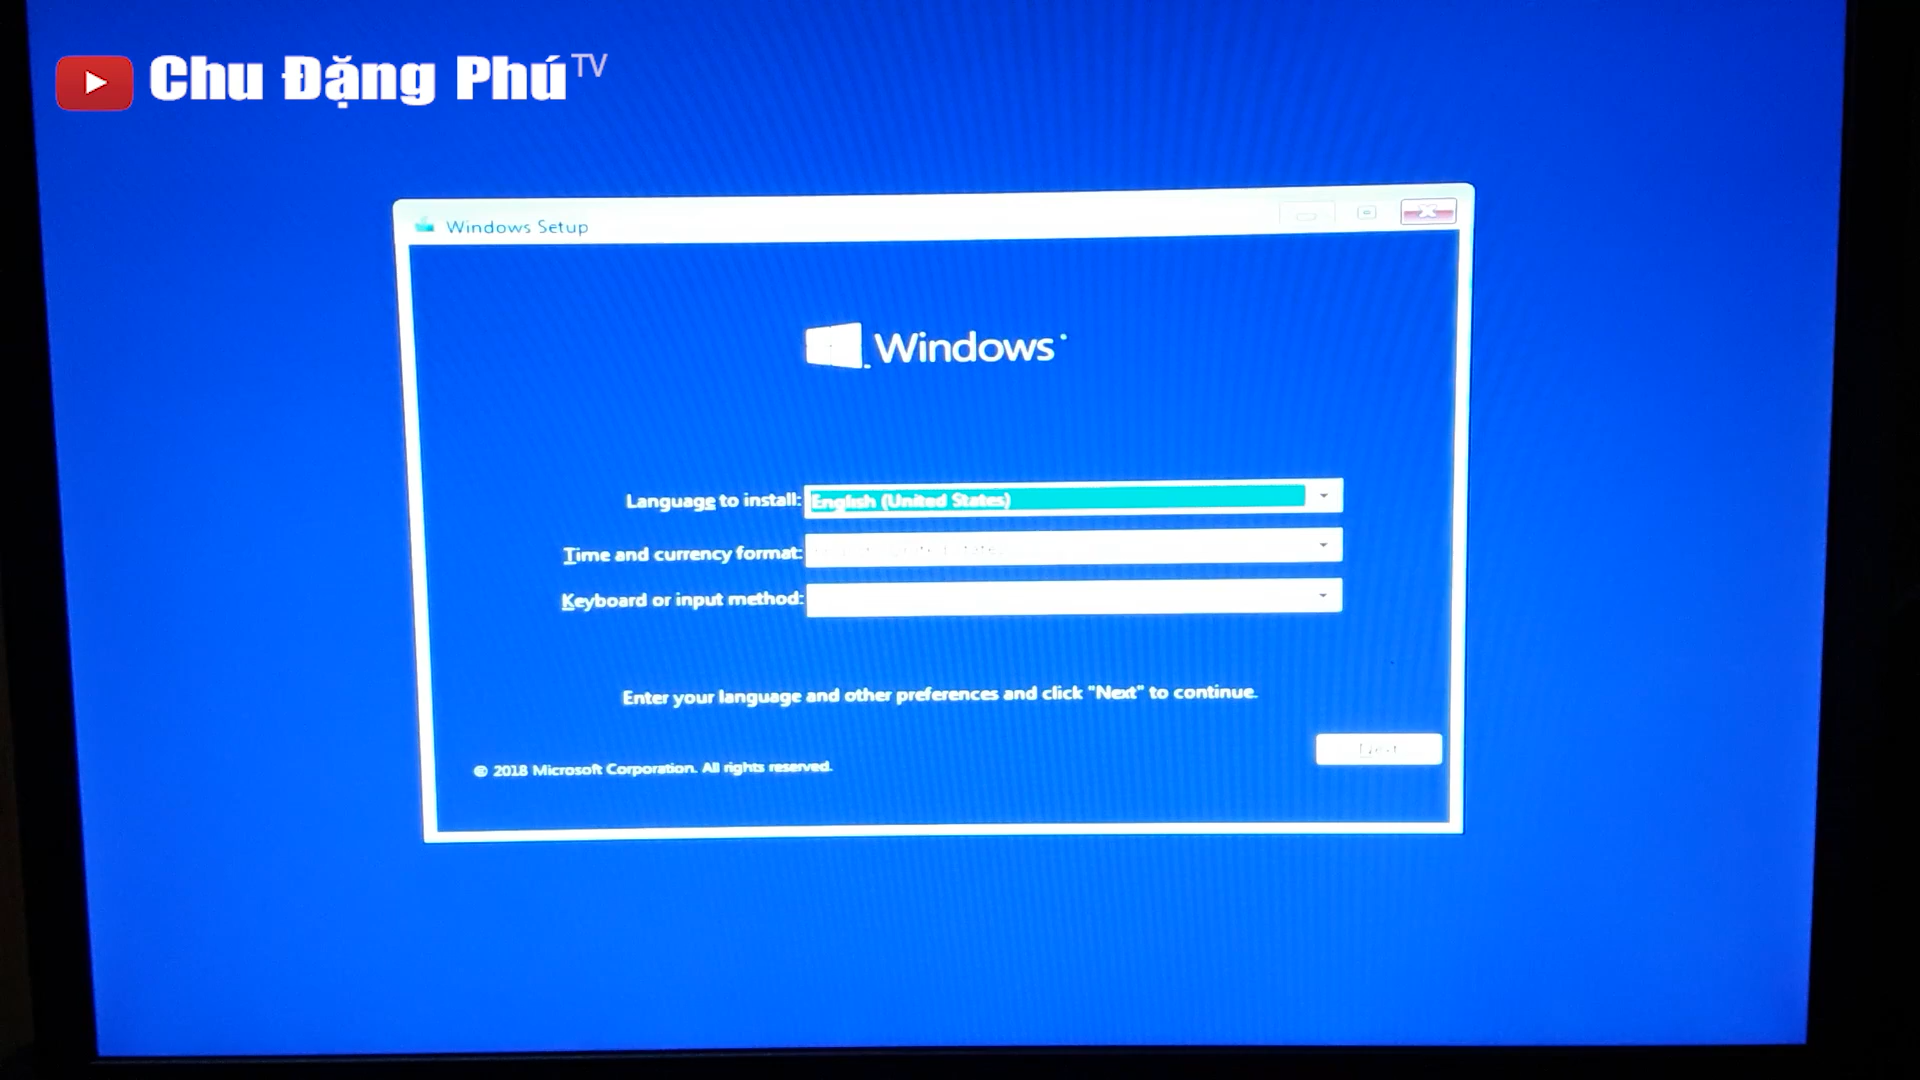 Chu Đặng Phú TV
Windows Setup
Windows
Language to install: English (United States)
Time and currency format:
Keyboard or input method:
Enter your language and other preferences and click "Next" to continue.
Next
© 2018 Microsoft Corporation. All rights reserved.